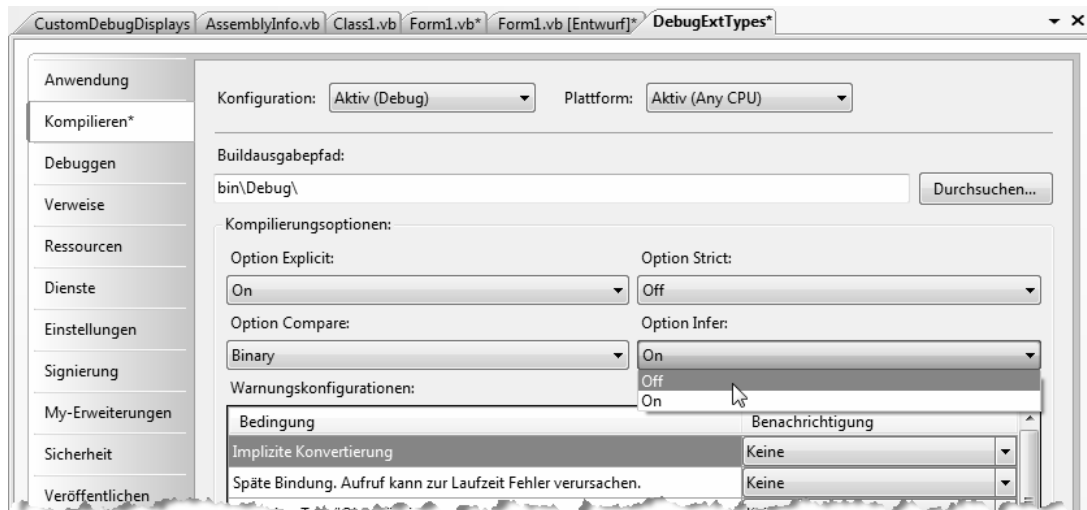 CustomDebugDisplays AssemblyInfo.vb Class1.vb Form1.vb* Form1.vb [Entwurf]* DebugExtTypes*
Anwendung
Kompilieren*
Debuggen
Verweise
Ressourcen
Dienste
Einstellungen
Signierung
My-Erweiterungen
Sicherheit
Veröffentlichen
Konfiguration: Aktiv (Debug) Plattform: Aktiv (Any CPU)
Buildausgabepfad:
bin\Debug\ Durchsuchen...
Kompilierungsoptionen:
Option Explicit: Option Strict:
On Off
Option Compare: Option Infer:
Binary On
Off
On
Warnungskonfigurationen:
Bedingung Benachrichtigung
Implizite Konvertierung Keine
Späte Bindung. Aufruf kann zur Laufzeit Fehler verursachen. Keine